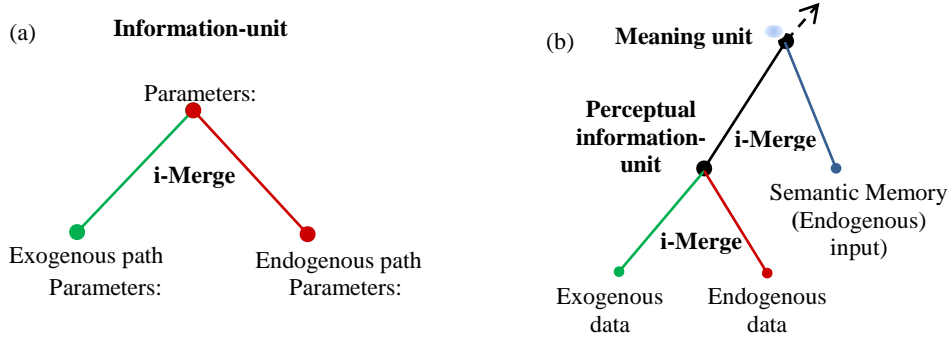 (a)
Information-unit
Parameters:
i-Merge
Exogenous path
Parameters:
Endogenous path
Parameters:
(b)
Meaning unit
Perceptual
information-
unit
i-Merge
Semantic Memory
(Endogenous)
input)
i-Merge
Exogenous
data
Endogenous
data